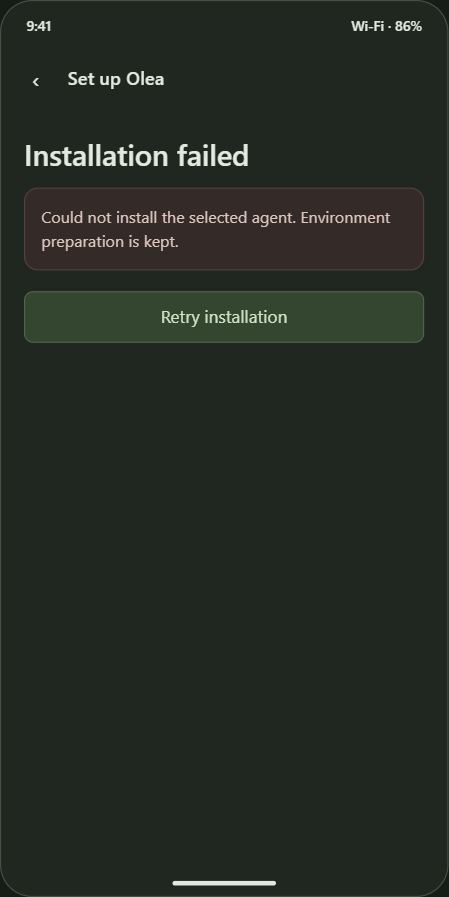 9:41
Wi-Fi · 86%
‹
Set up Olea
Installation failed
Could not install the selected agent. Environment
preparation is kept.
Retry installation